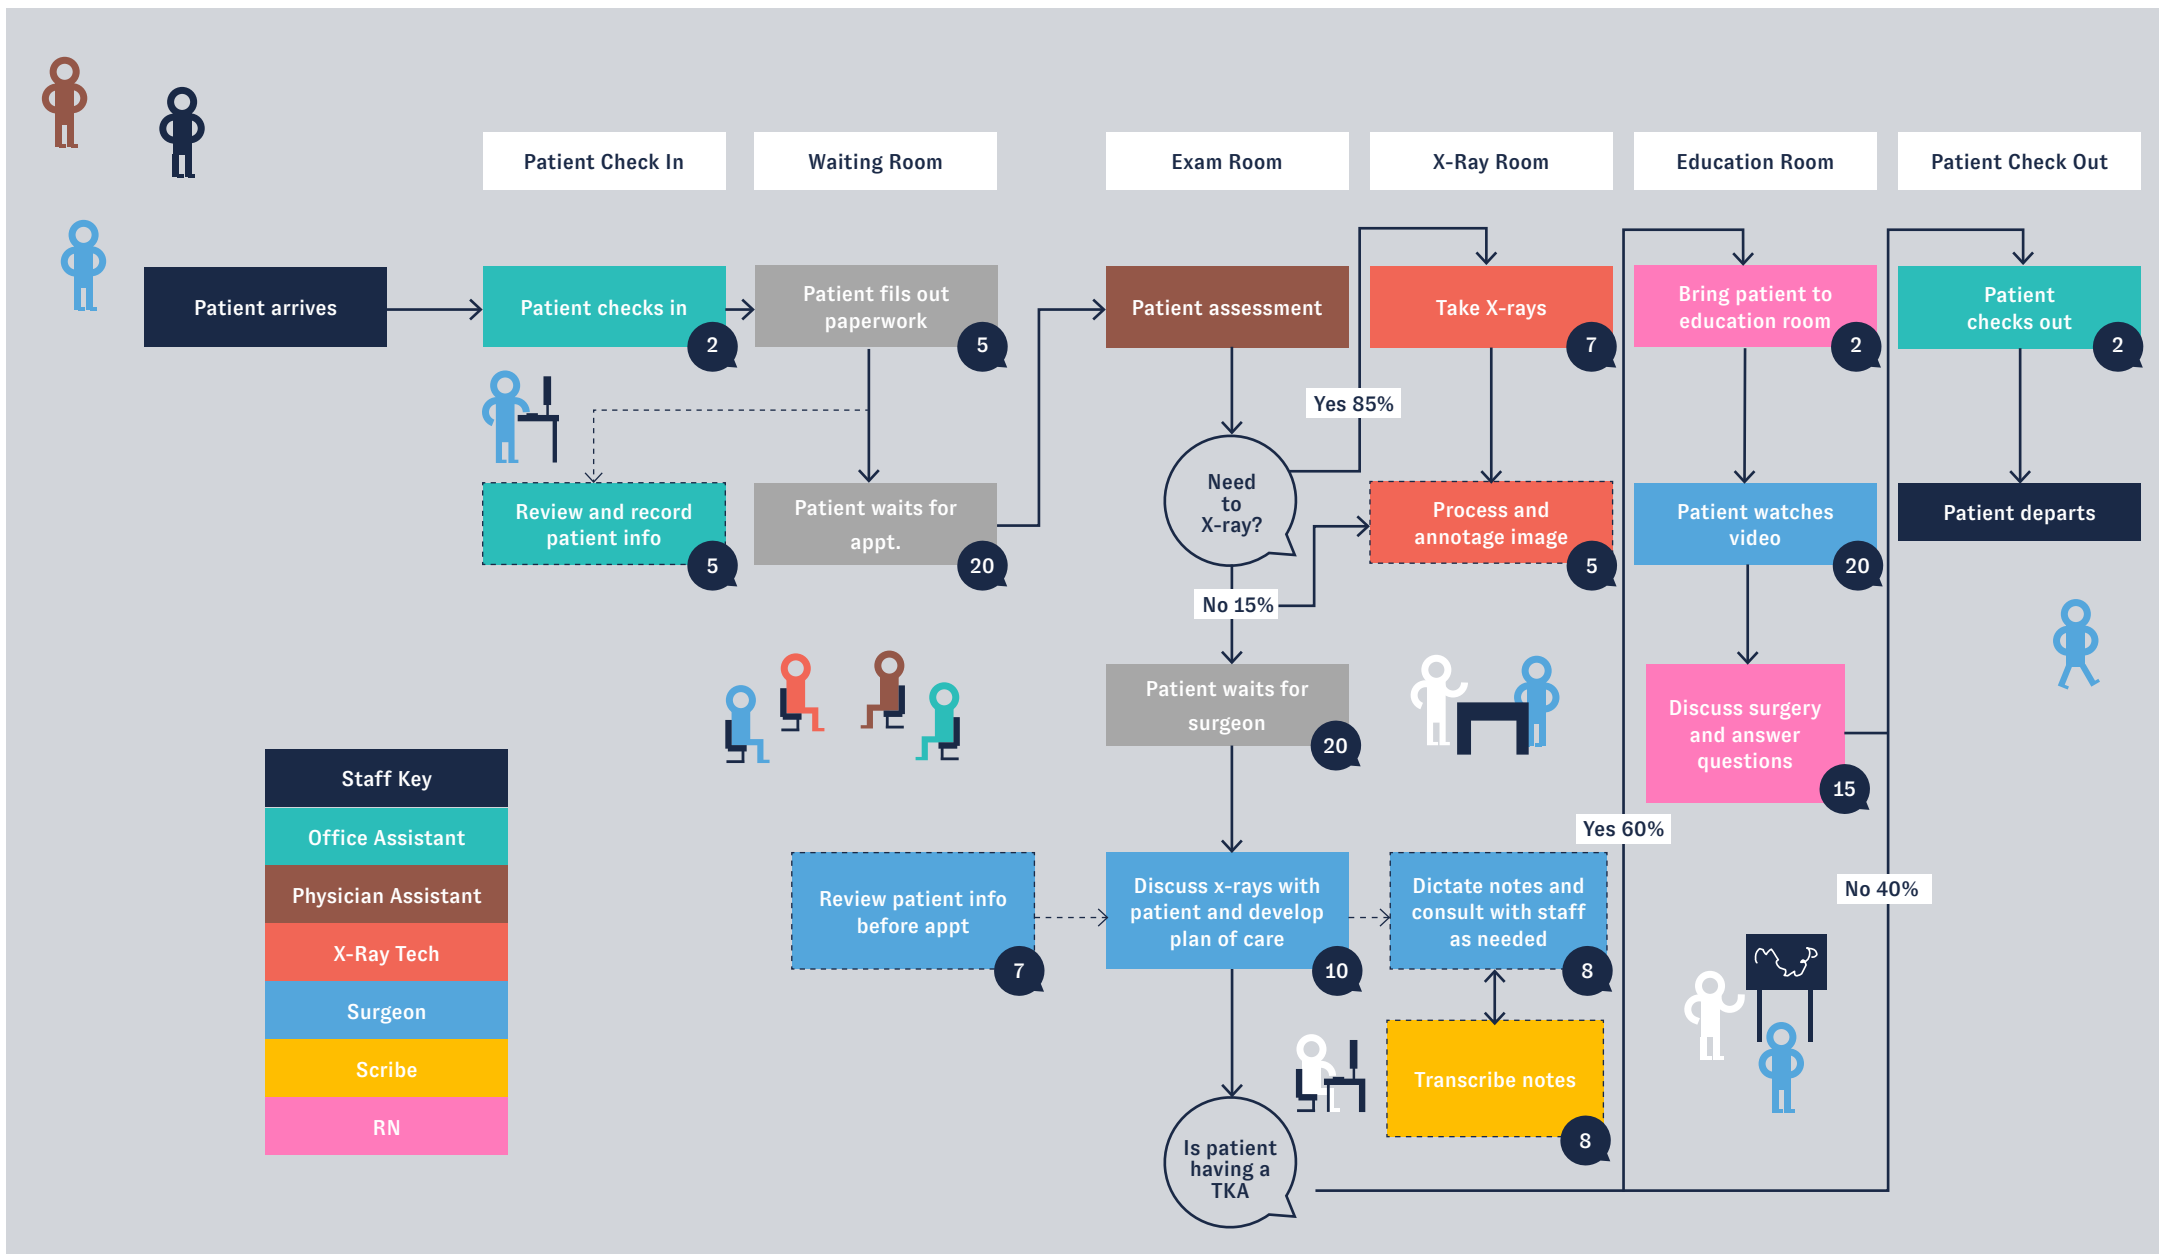 Patient Check In
Waiting Room
Exam Room
X-Ray Room
Education Room
Patient Check Out
Patient arrives
Patient checks in
2
Patient fils out
paperwork
5
Patient assessment
Take X-rays
7
Bring patient to
education room
2
Patient
checks out
2
Yes 85%
Review and record
patient info
5
Patient waits for
appt.
20
Need
to
X-ray?
Process and
annotage image
5
Patient watches
video
20
Patient departs
No 15%
Patient waits for
surgeon
20
Discuss surgery
and answer
questions
15
Staff Key
Office Assistant
Physician Assistant
X-Ray Tech
Surgeon
Scribe
RN
Yes 60%
No 40%
Review patient info
before appt
7
Discuss x-rays with
patient and develop
plan of care
10
Dictate notes and
consult with staff
as needed
8
Transcribe notes
8
Is patient
having a
TKA